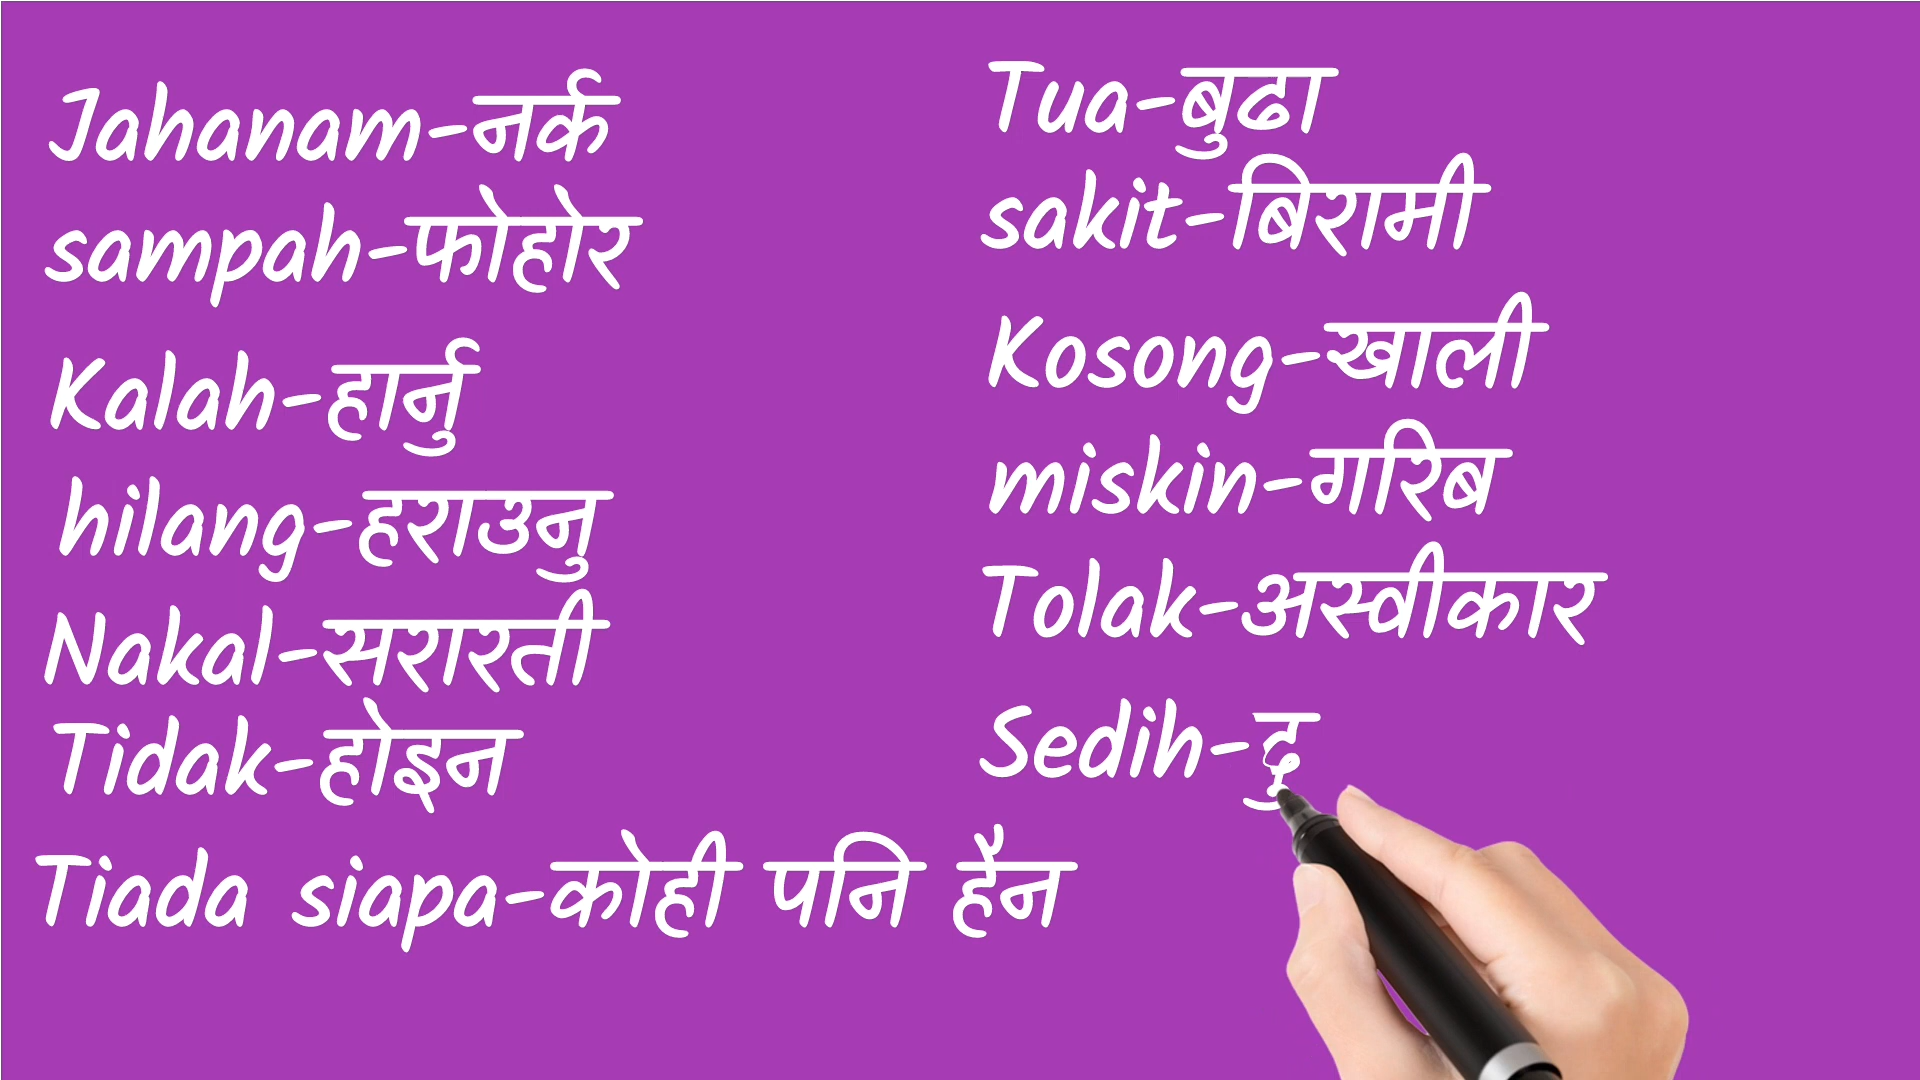 Jahanam-नर्क
sampah-फोहोर
Kalah-हार्नु
hilang-हराउनु
Nakal-सरारती
Tidak-होइन
Tiada siapa-कोही पनि हैन
Tua-बुढा
sakit-बिरामी
Kosong-खाली
miskin-गरिब
Tolak-अस्वीकार
Sedih-दु